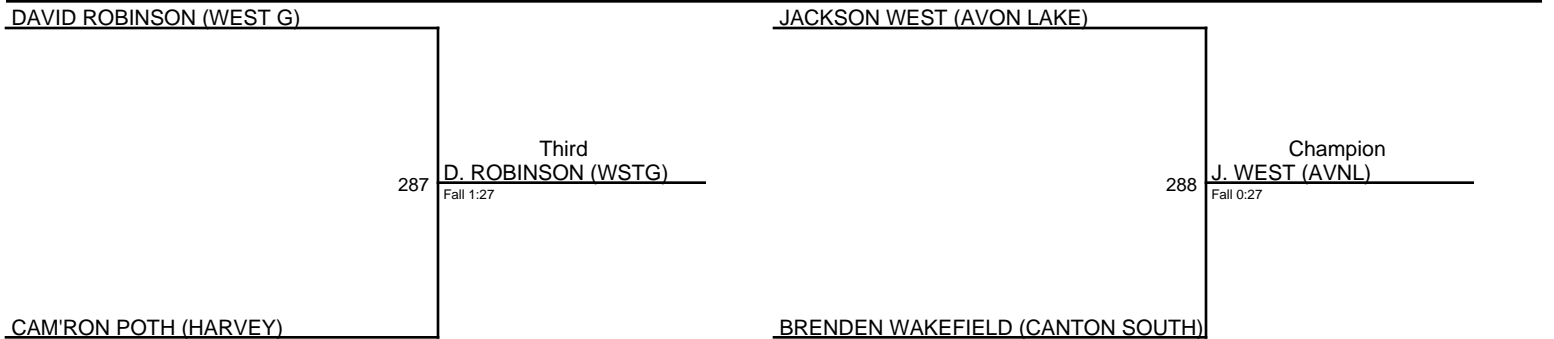 DAVID ROBINSON (WEST G)
Third
287
D. ROBINSON (WSTG)
Fall 1:27
CAM'RON POTH (HARVEY)
JACKSON WEST (AVON LAKE)
Champion
288
J. WEST (AVNL)
Fall 0:27
BRENDEN WAKEFIELD (CANTON SOUTH)